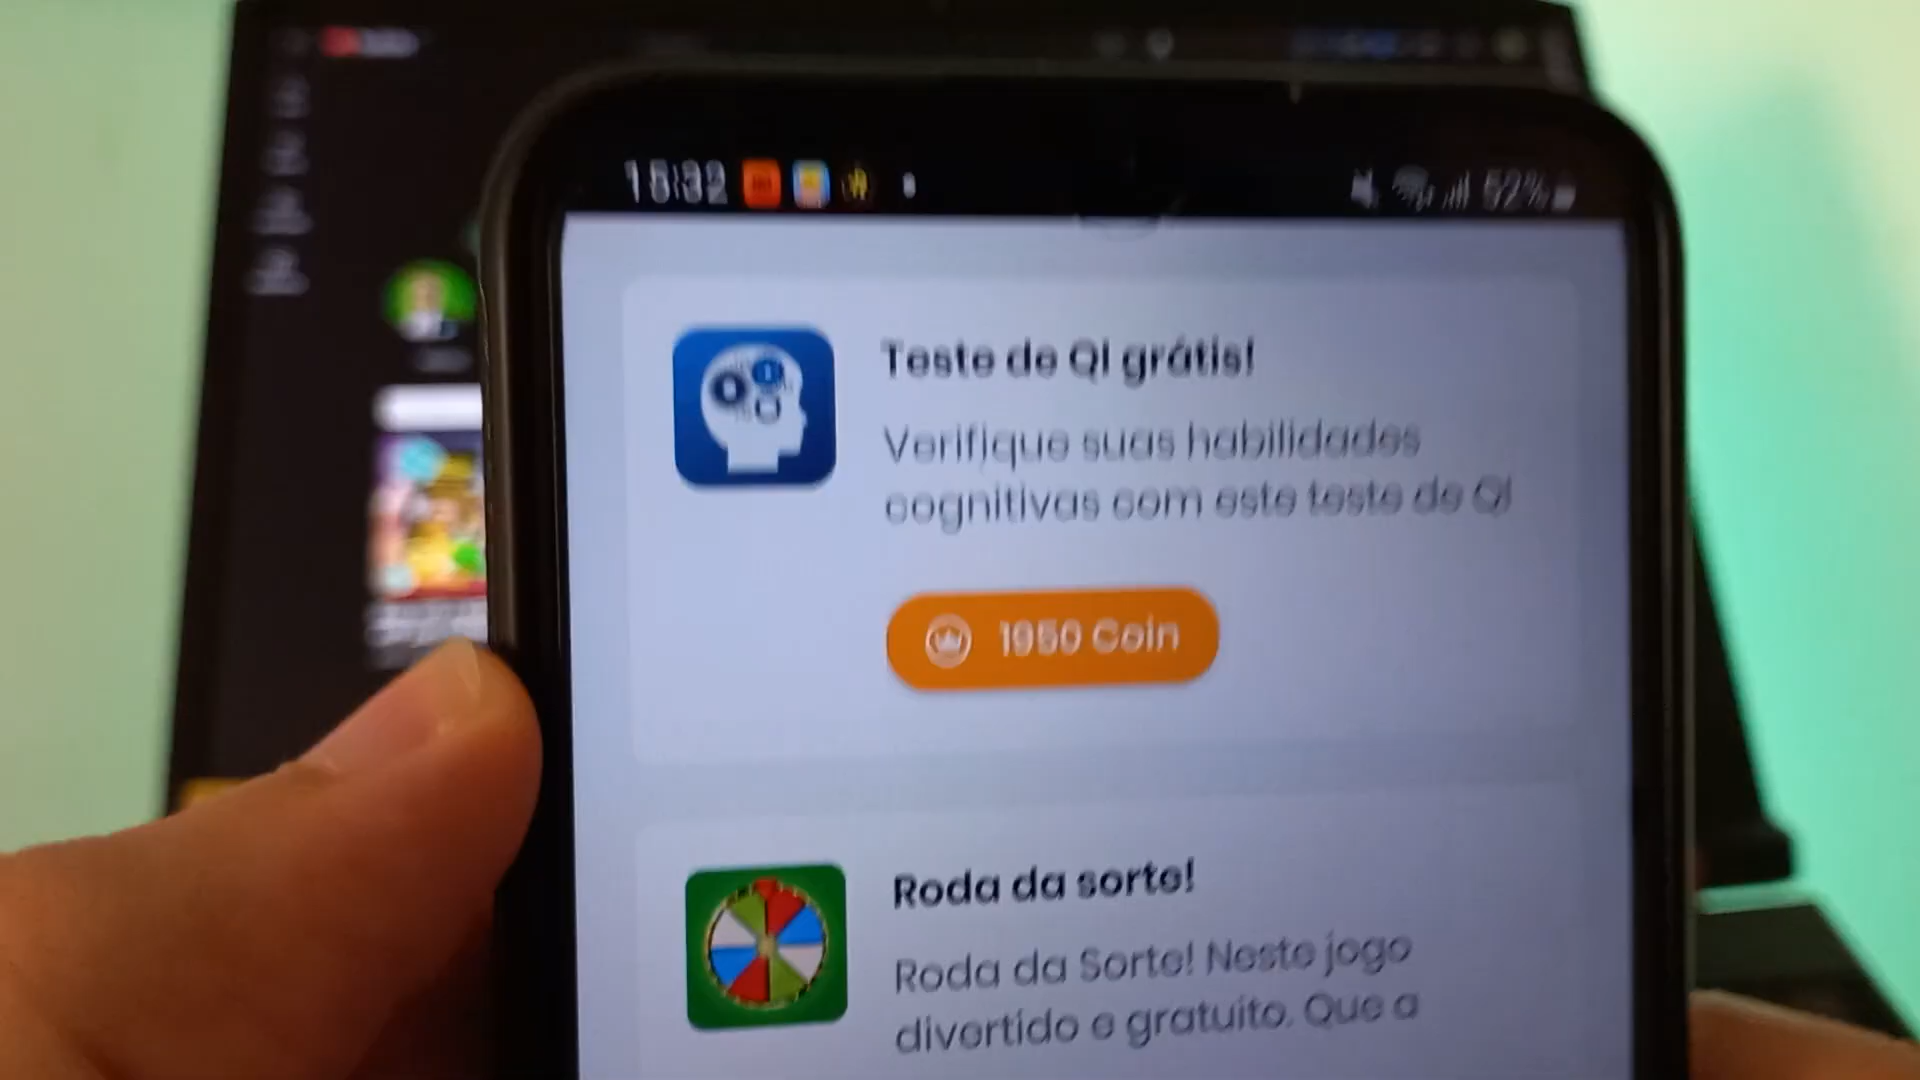 15:32
52%
Teste de QI grátis!
Verifique suas habilidades
cognitivas com este teste de QI
1950 Coin
Roda da sorte!
Roda da Sorte! Neste jogo
divertido e gratuito. Que a